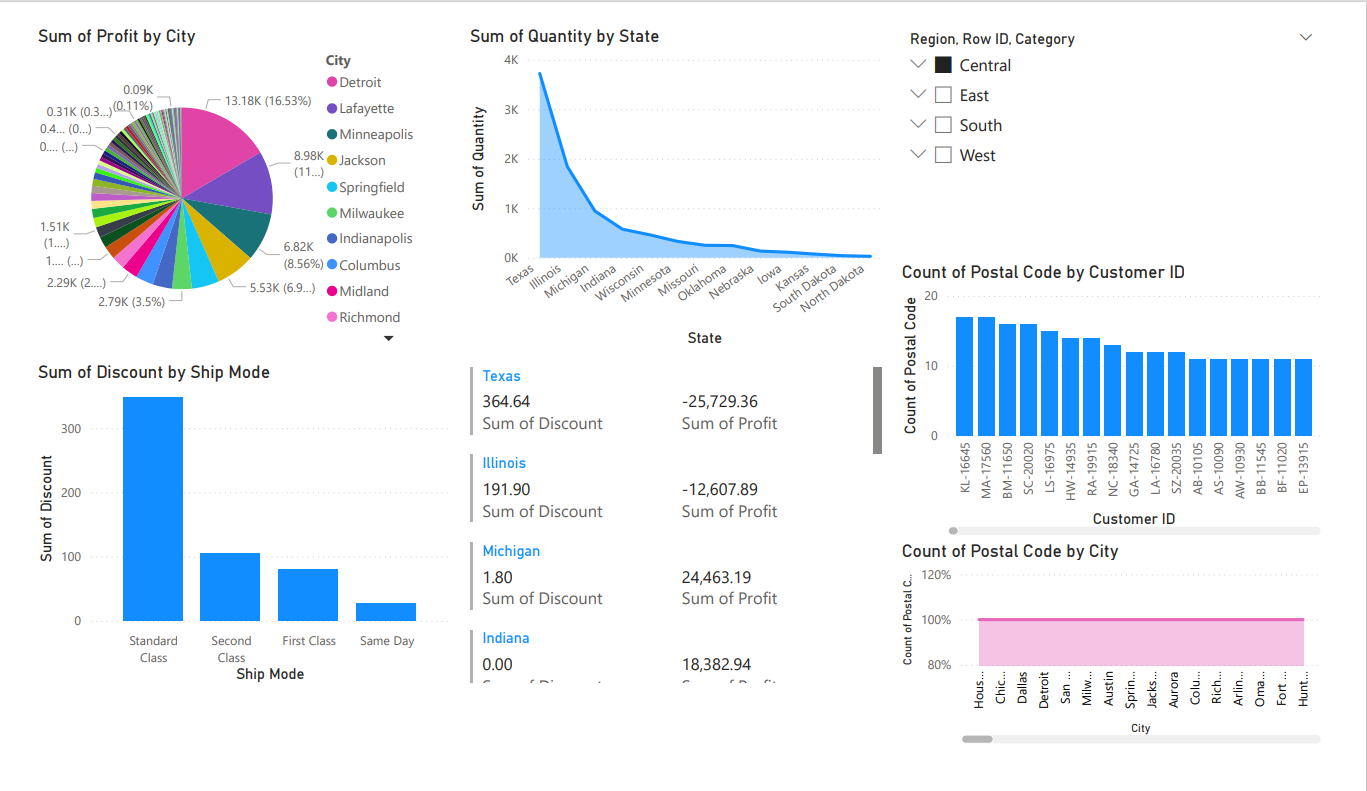 Sum of Profit by City
City
Detroit
Lafayette
Minneapolis
Jackson
Springfield
Milwaukee
Indianapolis
Columbus
Midland
Richmond
13.18K (16.53%)
8.98K
(11...)
6.82K
(8.56%)
5.53K (6.9...)
2.79K (3.5%)
2.29K (2....)
1.... (...)
1.51K
(1....)
0.... (...)
0.4... (0...)
0.31K (0.3...)
0.09K
(0.11%)
Sum of Quantity by State
Sum of Quantity
4K
3K
2K
1K
0K
Texas
Illinois
Michigan
Indiana
Wisconsin
Minnesota
Missouri
Oklahoma
Nebraska
Iowa
Kansas
South Dakota
North Dakota
State
Region, Row ID, Category
Central
East
South
West
Sum of Discount by Ship Mode
Sum of Discount
300
200
100
0
Standard
Class
Second
Class
First Class
Same Day
Ship Mode
Texas
364.64 -25,729.36
Sum of Discount Sum of Profit
Illinois
191.90 -12,607.89
Sum of Discount Sum of Profit
Michigan
1.80 24,463.19
Sum of Discount Sum of Profit
Indiana
0.00 18,382.94
Sum of Discount Sum of Profit
Count of Postal Code by Customer ID
Count of Postal Code
20
10
0
KL-16645
MA-17560
BM-11650
SC-20020
LS-16975
HW-14935
RA-19915
NC-18340
GA-14725
LA-16780
SZ-20035
AB-10105
AS-10090
AW-10930
BB-11545
BF-11020
EP-13915
Customer ID
Count of Postal Code by City
Count of Postal C...
120%
100%
80%
Hous...
Chic...
Dallas
Detroit
San ...
Milw...
Austin
Sprin...
Jacks...
Aurora
Colu...
Rich...
Arlin...
Oma...
Fort ...
Hunt...
City